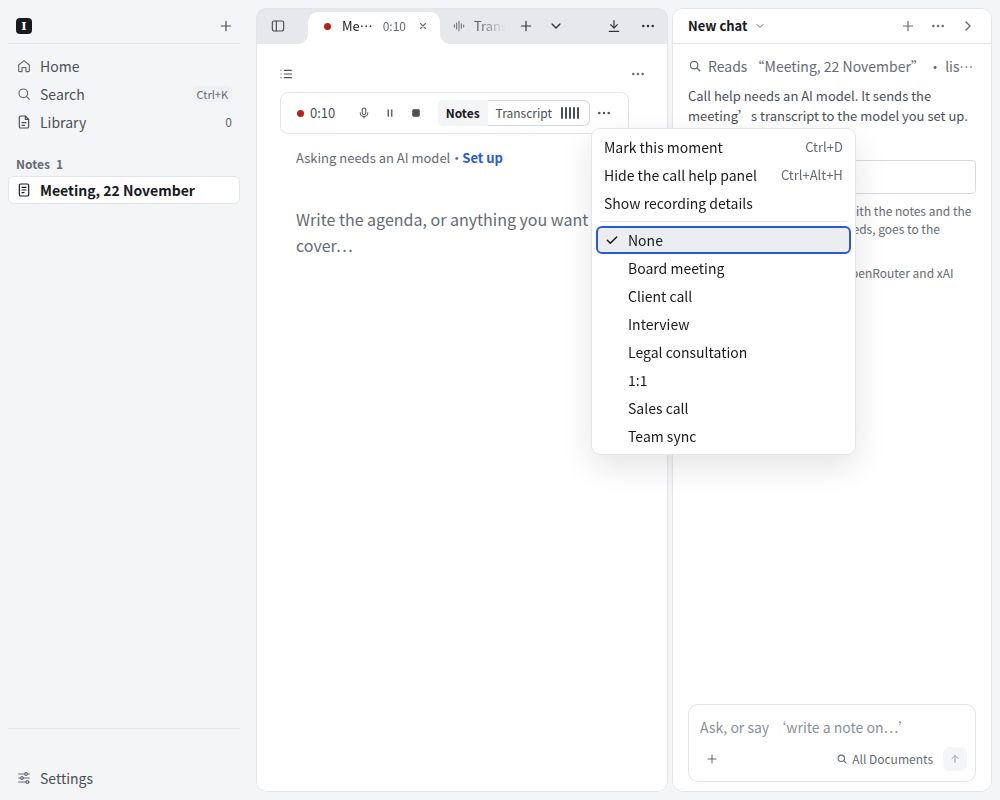 I
Home
Search Ctrl+K
Library 0
Notes 1
Meeting, 22 November
Settings
Me… 0:10 Trans
0:10 Notes Transcript
Asking needs an AI model • Set up
Write the agenda, or anything you want
cover…
Mark this moment Ctrl+D
Hide the call help panel Ctrl+Alt+H
Show recording details
None
Board meeting
Client call
Interview
Legal consultation
1:1
Sales call
Team sync
New chat
Reads “Meeting, 22 November” • lis…
Call help needs an AI model. It sends the
meeting’s transcript to the model you set up.
with the notes and the
goes to the
OpenRouter and xAI
Ask, or say ‘write a note on…’
All Documents